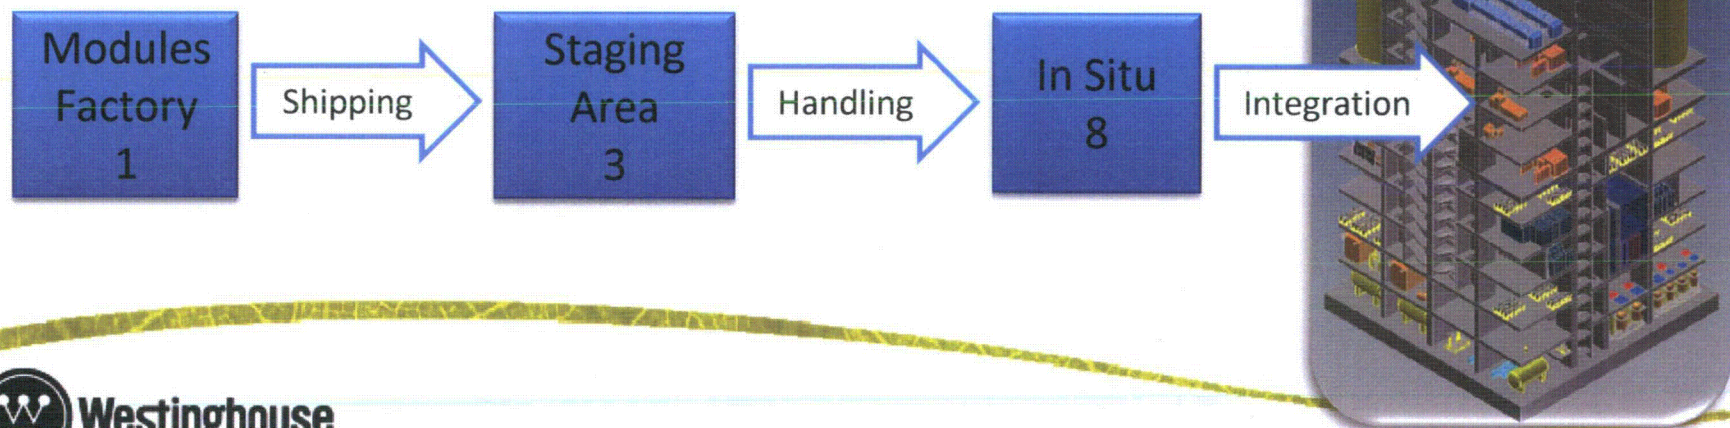 Modules
Factory
1
Shipping
Staging
Area
3
Handling
In Situ
8
Integration
Westinghouse